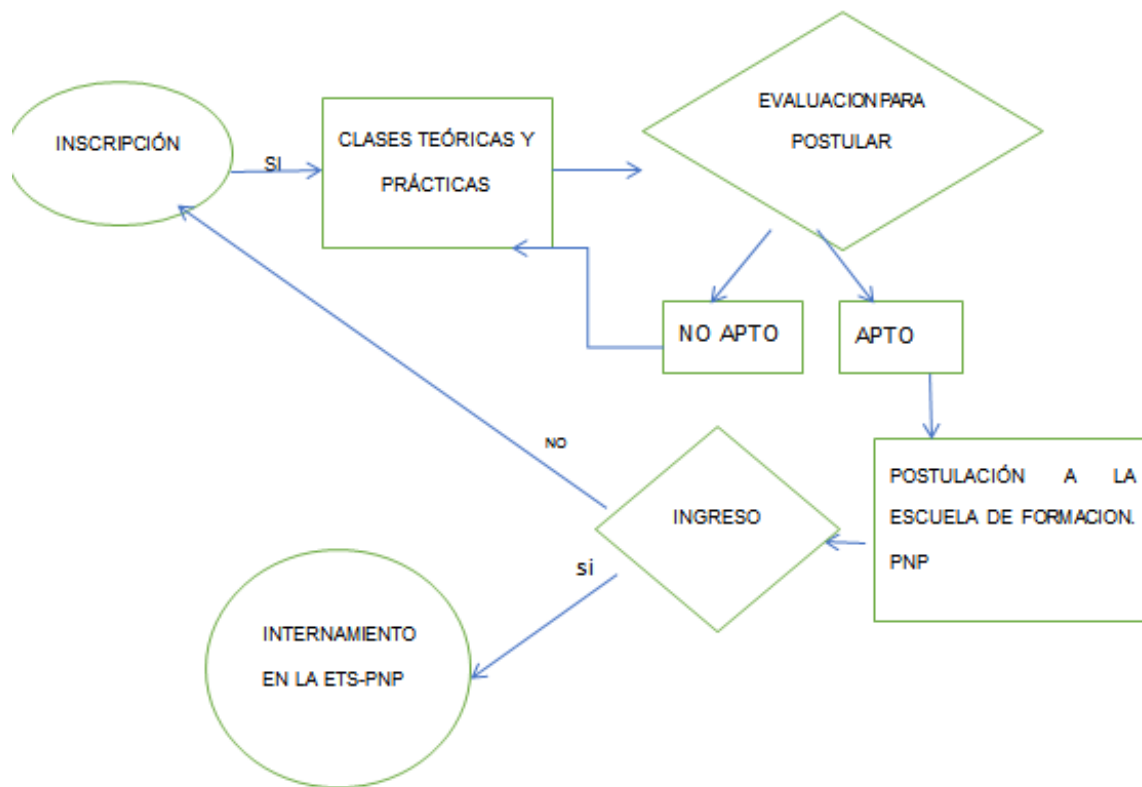 INSCRIPCIÓN
SI
CLASES TEÓRICAS Y
PRÁCTICAS
EVALUACION PARA
POSTULAR
NO APTO
APTO
POSTULACIÓN A LA
ESCUELA DE FORMACION.
PNP
INGRESO
NO
si
INTERNAMIENTO
EN LA ETS-PNP